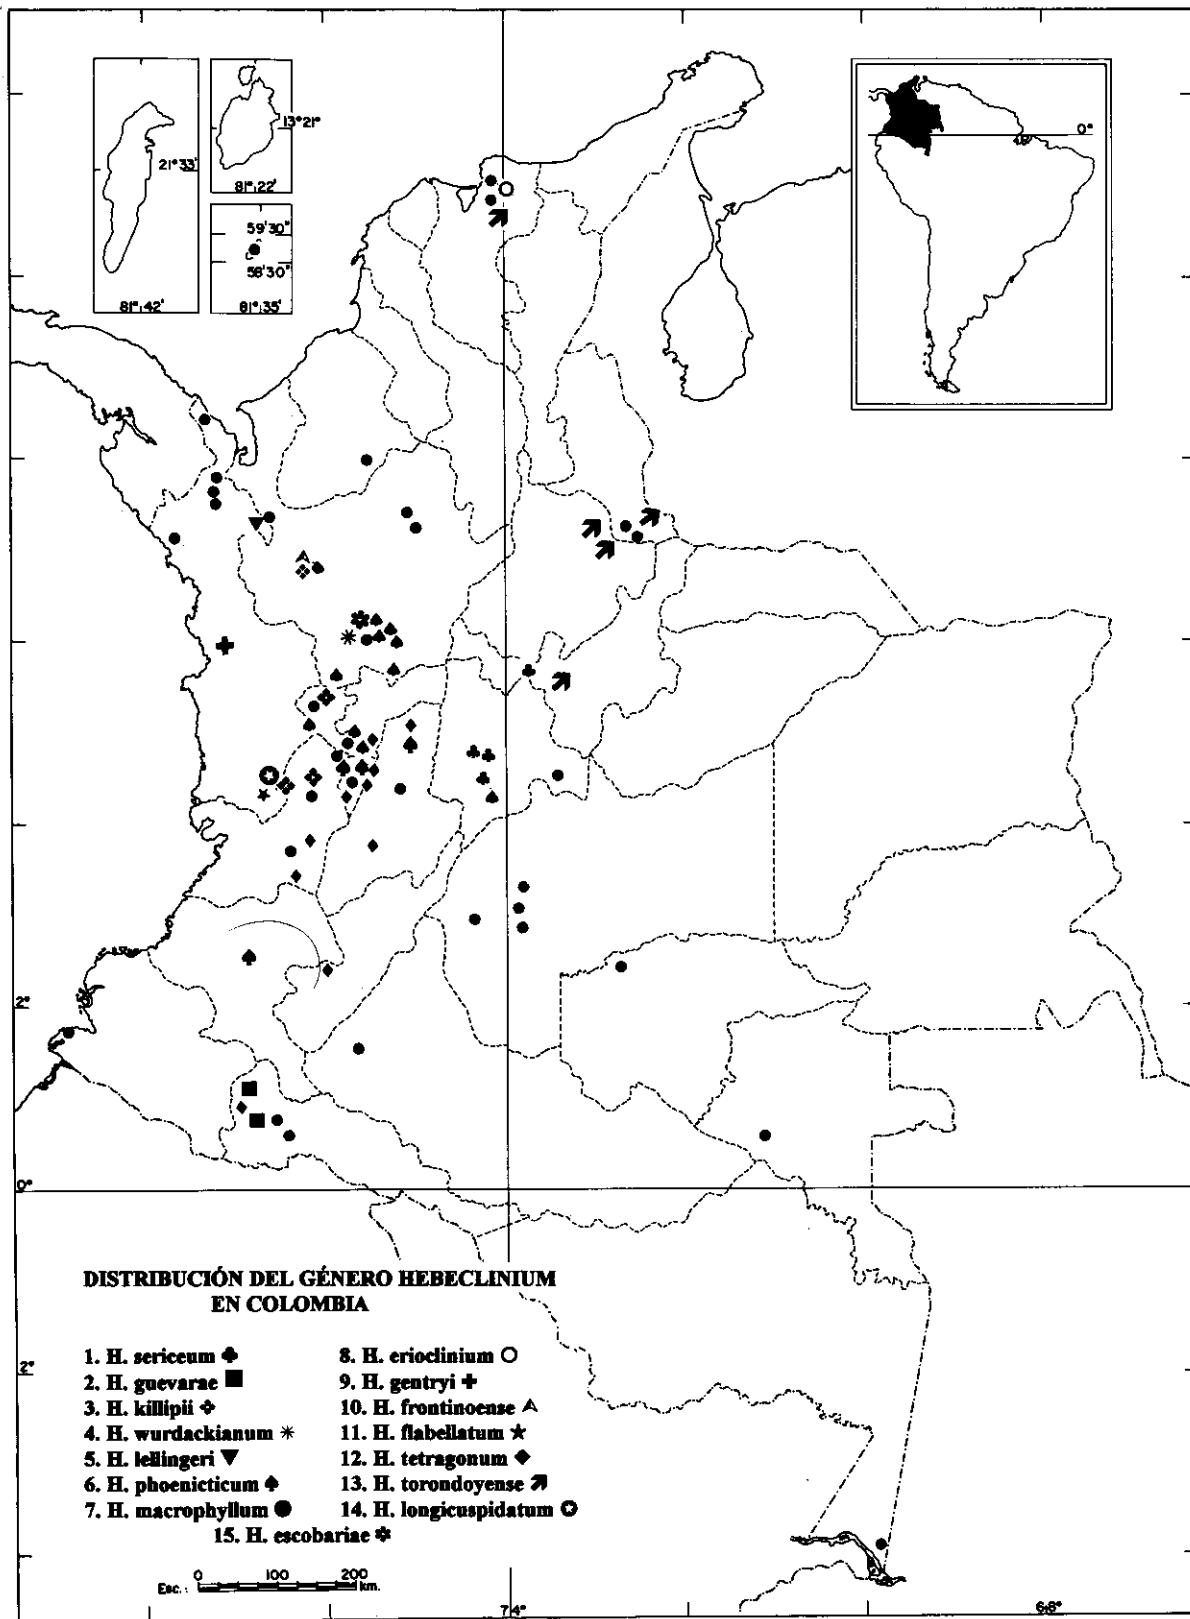 13°21'
21°33'
81°22'
59'30"
58'30"
81°42'
81°35'
0°
48°
2°
0°
DISTRIBUCIÓN DEL GÉNERO HEBECLINIUM
EN COLOMBIA
1. H. sericeum ♣
2. H. guevarae ■
3. H. killipii ❖
4. H. wurdackianum ✳
5. H. lellingeri ▼
6. H. phoenicticum ♠
7. H. macrophyllum ●
8. H. erioclinium ○
9. H. gentryi ✚
10. H. frontinoense
11. H. flabellatum ★
12. H. tetragonum ◆
13. H. torondoyense ⬈
14. H. longicuspidatum ✪
15. H. escobariae ✽
2°
Esc.: 0 100 200
km.
74°
68°